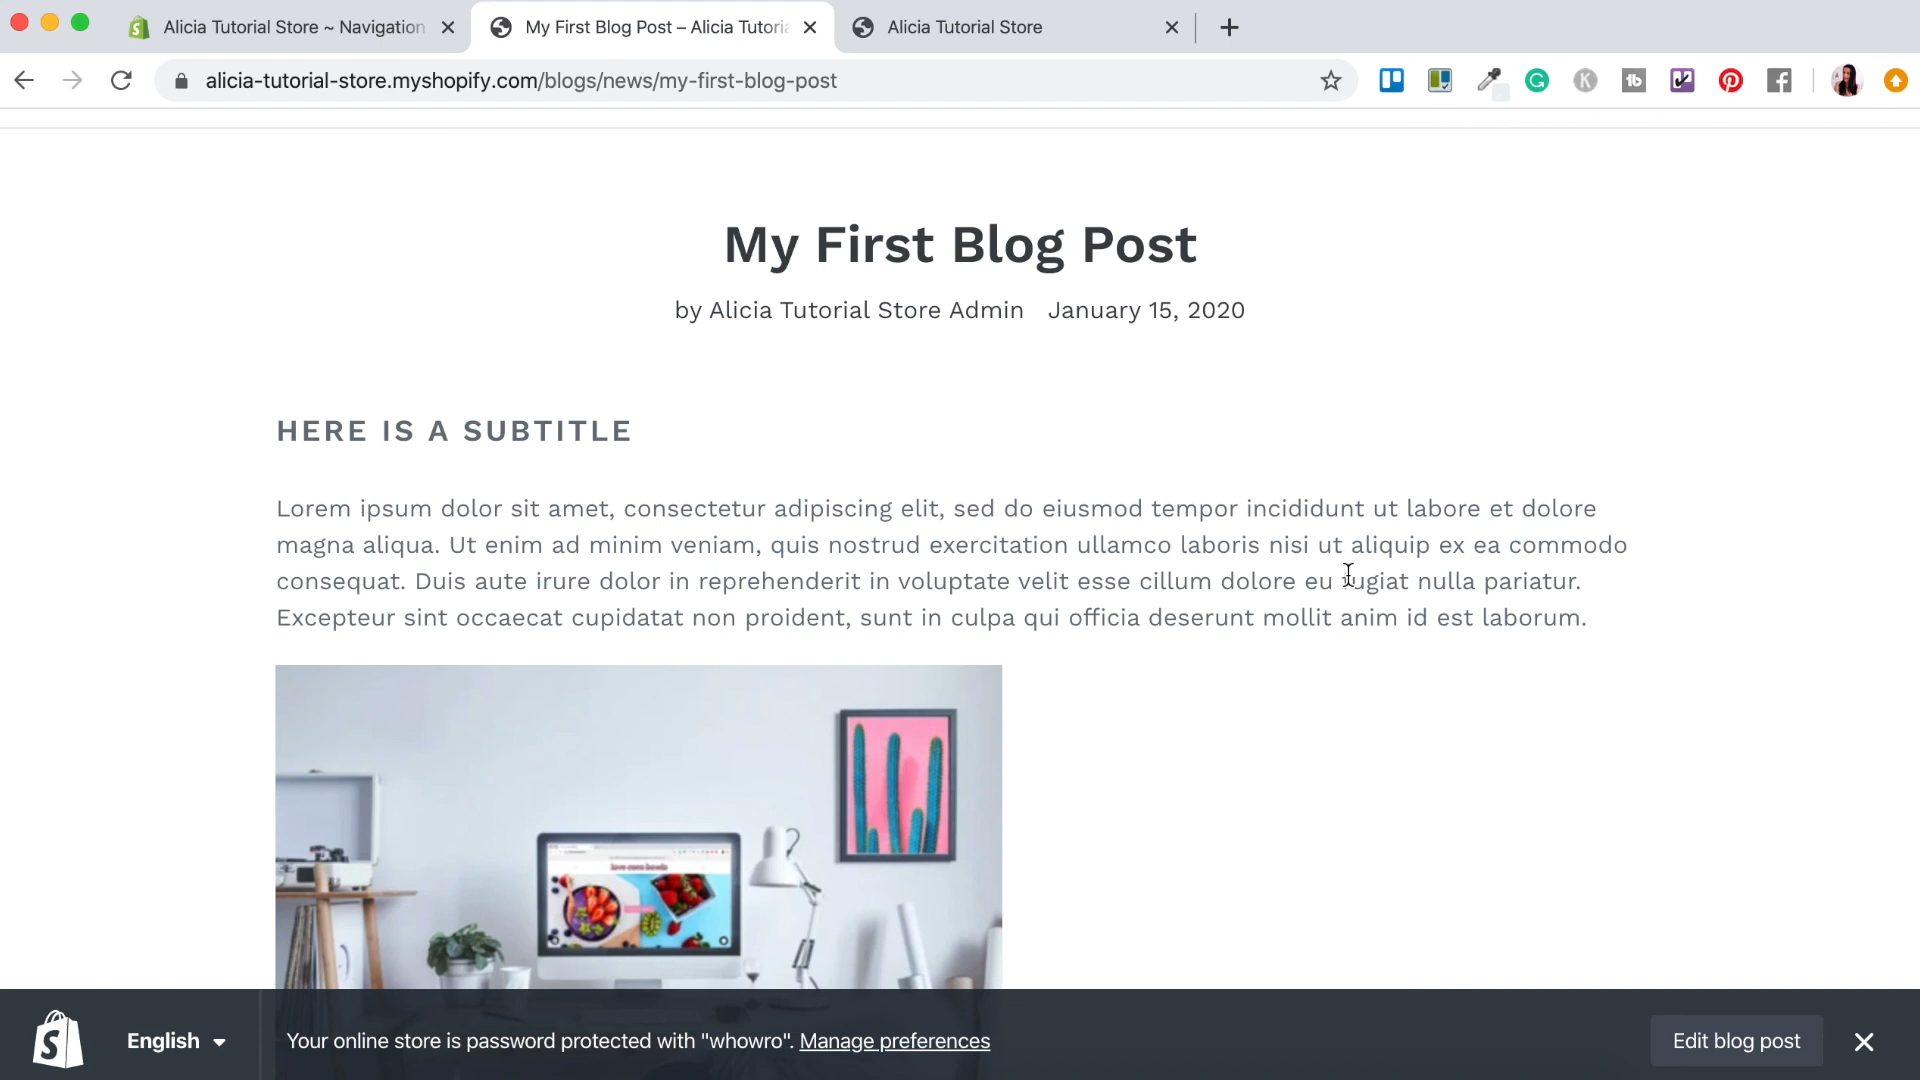 Alicia Tutorial Store ~ Navigation
My First Blog Post – Alicia Tutoria
Alicia Tutorial Store
alicia-tutorial-store.myshopify.com/blogs/news/my-first-blog-post
My First Blog Post
by Alicia Tutorial Store Admin January 15, 2020
HERE IS A SUBTITLE
Lorem ipsum dolor sit amet, consectetur adipiscing elit, sed do eiusmod tempor incididunt ut labore et dolore
magna aliqua. Ut enim ad minim veniam, quis nostrud exercitation ullamco laboris nisi ut aliquip ex ea commodo
consequat. Duis aute irure dolor in reprehenderit in voluptate velit esse cillum dolore eu fugiat nulla pariatur.
Excepteur sint occaecat cupidatat non proident, sunt in culpa qui officia deserunt mollit anim id est laborum.
English
Your online store is password protected with "whowro". Manage preferences
Edit blog post